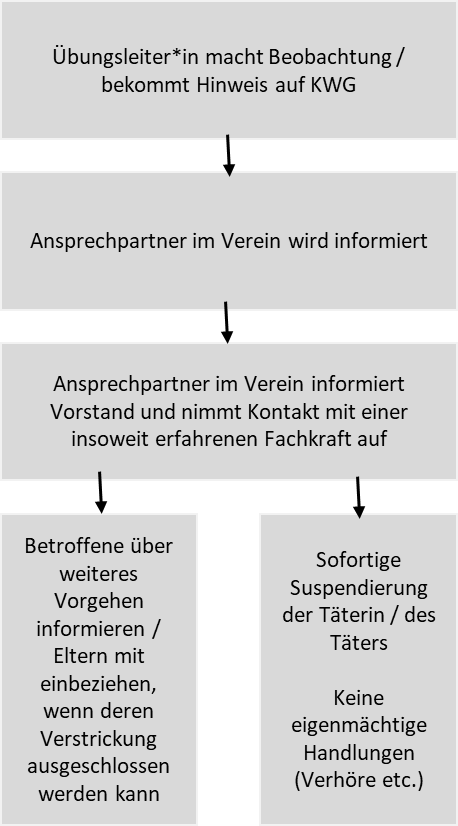 Übungsleiter*in macht Beobachtung /
bekommt Hinweis auf KWG
Ansprechpartner im Verein wird informiert
Ansprechpartner im Verein informiert
Vorstand und nimmt Kontakt mit einer
insoweit erfahrenen Fachkraft auf
Betroffene über
weiteres
Vorgehen
informieren /
Eltern mit
einbeziehen,
wenn deren
Verstrickung
ausgeschlossen
werden kann
Sofortige
Suspendierung
der Täterin / des
Täters
Keine
eigenmächtige
Handlungen
(Verhöre etc.)